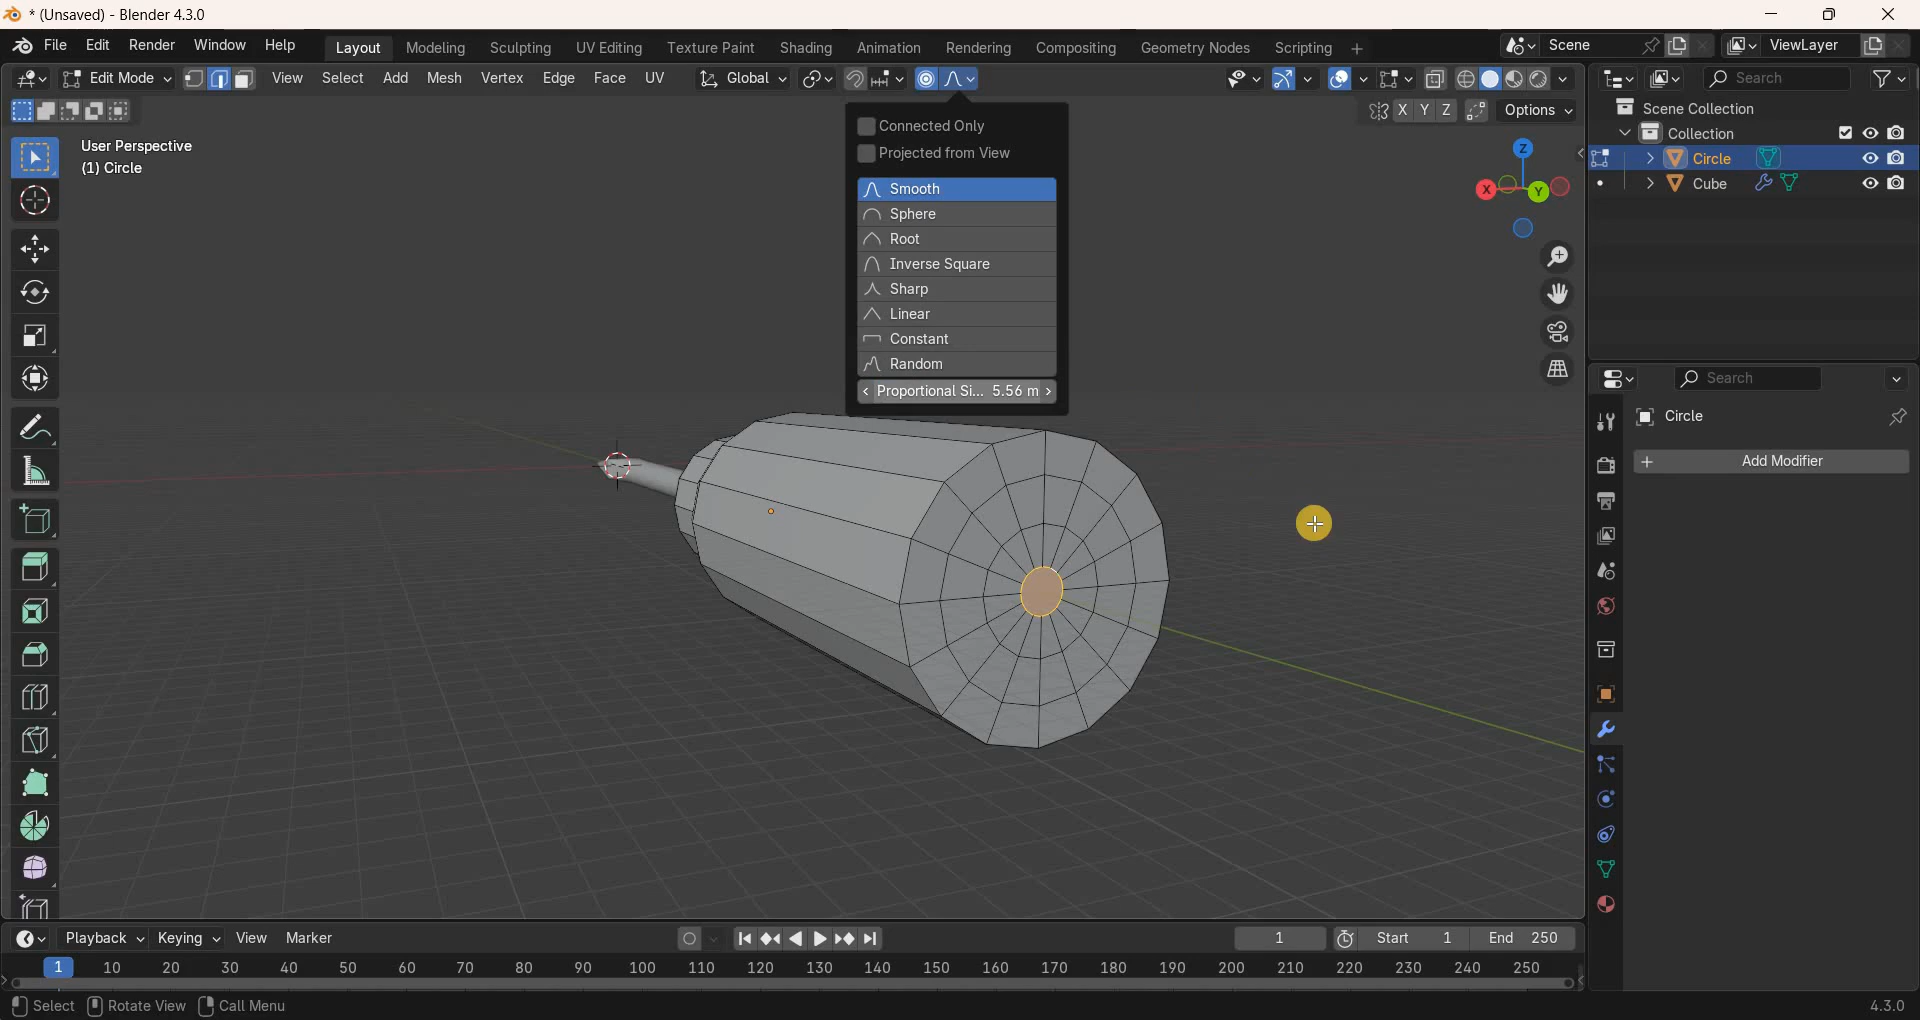 * (Unsaved) - Blender 4.3.0
File Edit Render Window Help Layout Modeling Sculpting UV Editing Texture Paint Shading Animation Rendering Compositing Geometry Nodes Scripting + Scene ViewLayer
Edit Mode View Select Add Mesh Vertex Edge Face UV Global Search
X Y Z Options
Scene Collection
Collection
Circle
Cube
User Perspective
(1) Circle
Connected Only
Projected from View
Smooth
Sphere
Root
Inverse Square
Sharp
Linear
Constant
Random
Proportional Si... 5.56 m
Z
X Y
Search
Circle
+ Add Modifier
Playback Keying View Marker 1 Start 1 End 250
1 10 20 30 40 50 60 70 80 90 100 110 120 130 140 150 160 170 180 190 200 210 220 230 240 250
Select Rotate View Call Menu 4.3.0